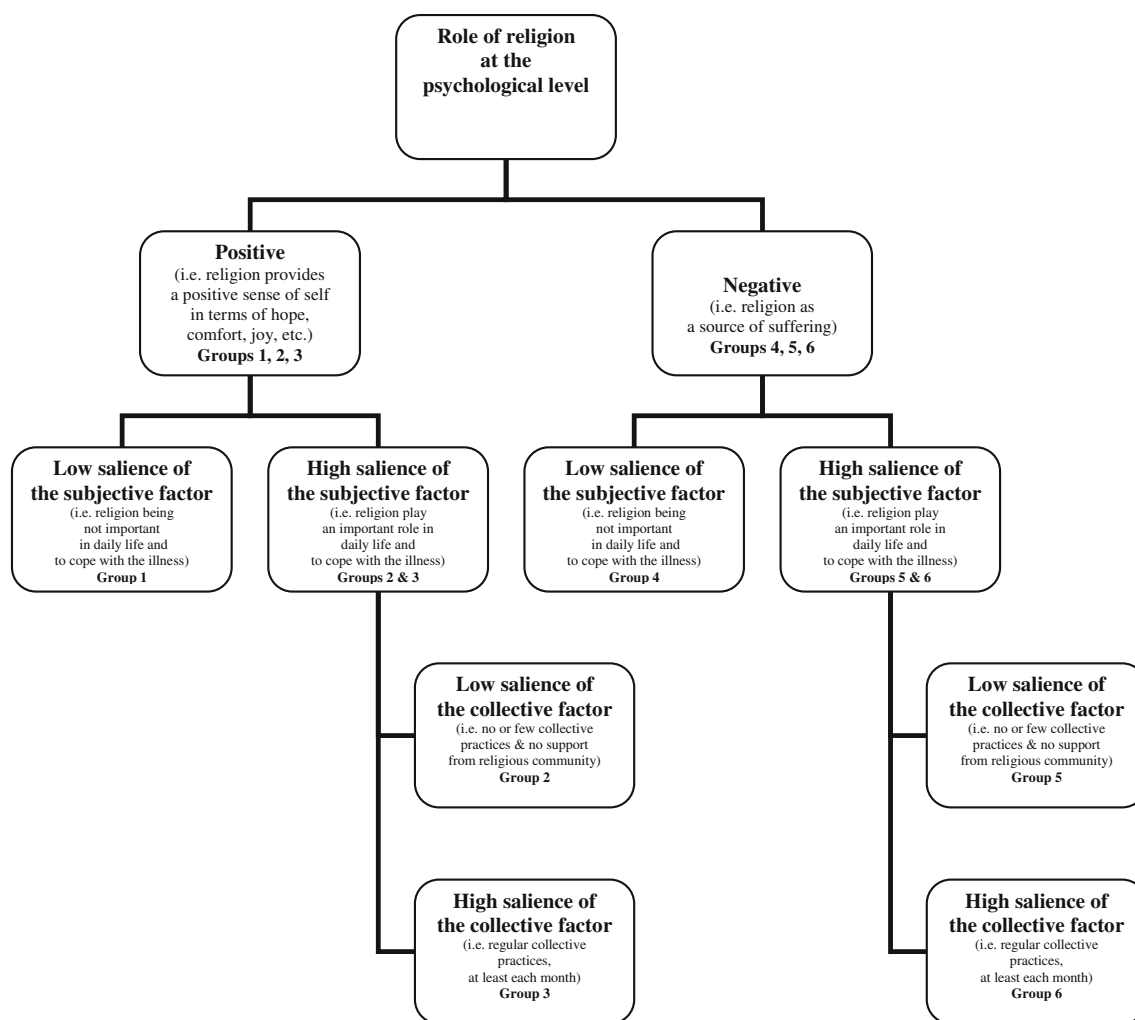 Role of religion
at the
psychological level
Positive
(i.e. religion provides
a positive sense of self
in terms of hope,
comfort, joy, etc.)
Groups 1, 2, 3
Negative
(i.e. religion as
a source of suffering)
Groups 4, 5, 6
Low salience of
the subjective factor
(i.e. religion being
not important
in daily life and
to cope with the illness)
Group 1
High salience of
the subjective factor
(i.e. religion play
an important role in
daily life and
to cope with the illness)
Groups 2 & 3
Low salience of
the subjective factor
(i.e. religion being
not important
in daily life and
to cope with the illness)
Group 4
High salience of
the subjective factor
(i.e. religion play
an important role in
daily life and
to cope with the illness)
Groups 5 & 6
Low salience of
the collective factor
(i.e. no or few collective
practices & no support
from religious community)
Group 2
Low salience of
the collective factor
(i.e. no or few collective
practices & no support
from religious community)
Group 5
High salience of
the collective factor
(i.e. regular collective
practices,
at least each month)
Group 3
High salience of
the collective factor
(i.e. regular collective
practices,
at least each month)
Group 6